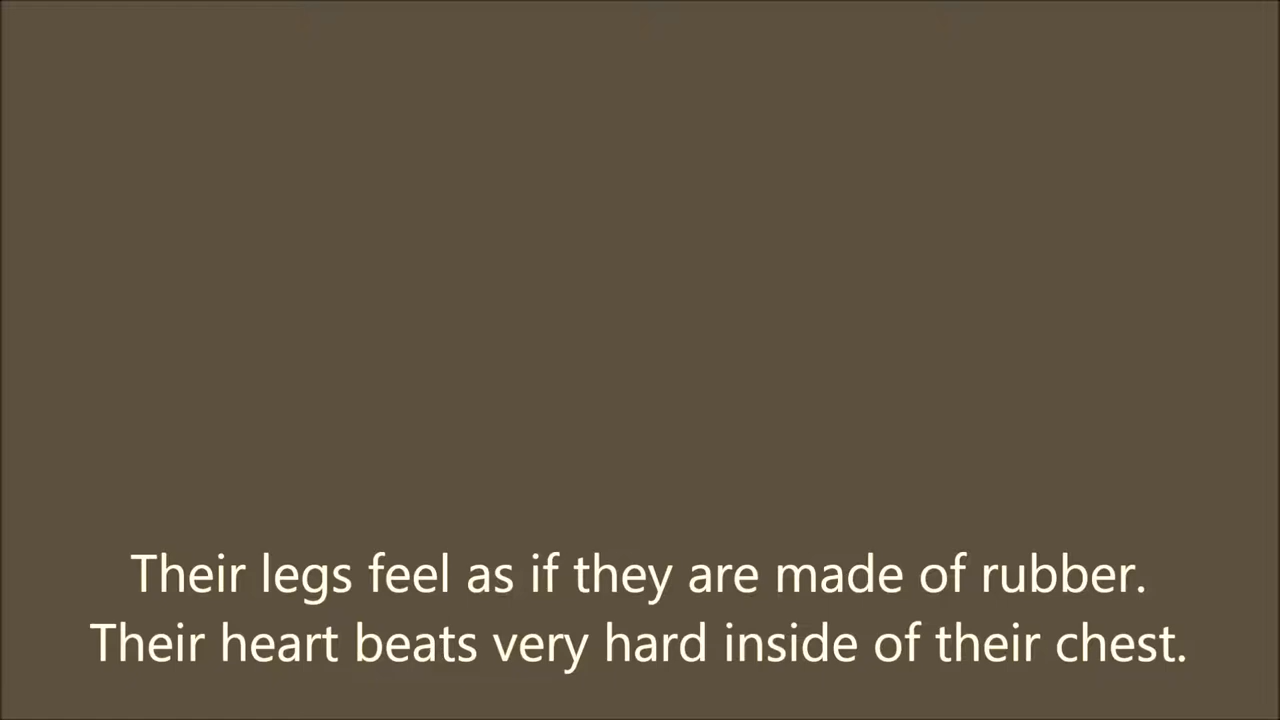 Their legs feel as if they are made of rubber.
Their heart beats very hard inside of their chest.